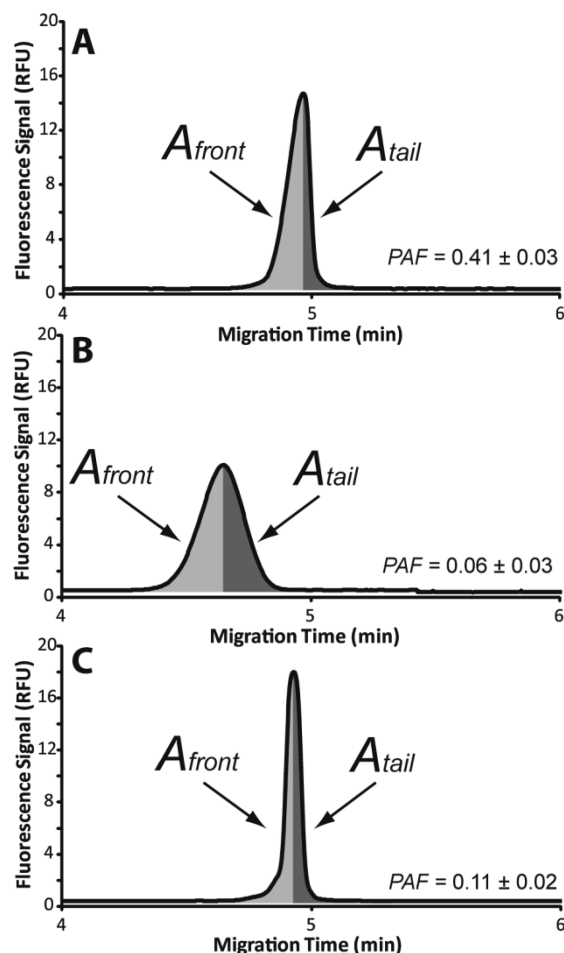 A
Fluorescence Signal (RFU)
20
16
12
8
4
0
Afront
Atail
PAF = 0.41 ± 0.03
4
5
6
Migration Time (min)
B
Fluorescence Signal (RFU)
20
16
12
8
4
0
Afront
Atail
PAF = 0.06 ± 0.03
4
5
6
Migration Time (min)
C
Fluorescence Signal (RFU)
20
16
12
8
4
0
Afront
Atail
PAF = 0.11 ± 0.02
4
5
6
Migration Time (min)